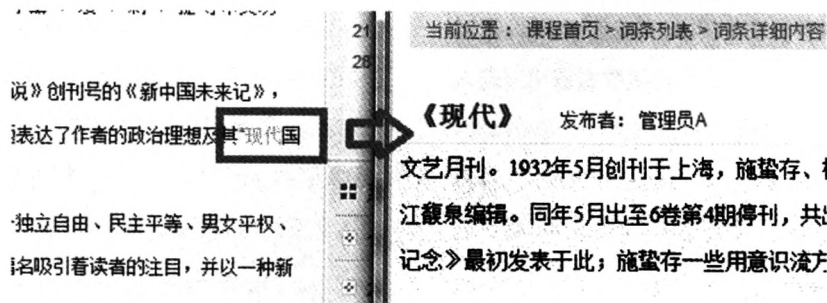 说》创刊号的《新中国未来记》，
表达了作者的政治理想及其"现代国
独立自由、民主平等、男女平权、
名吸引着读者的注目，并以一种新
21
28
当前位置：课程首页>词条列表>词条详细内容
《现代》 发布者：管理员A
文艺月刊。1932年5月创刊于上海，施蛰存、
江馥泉编辑。同年5月出至6卷第4期停刊，共
记念》最初发表于此；施蛰存一些用意识流方